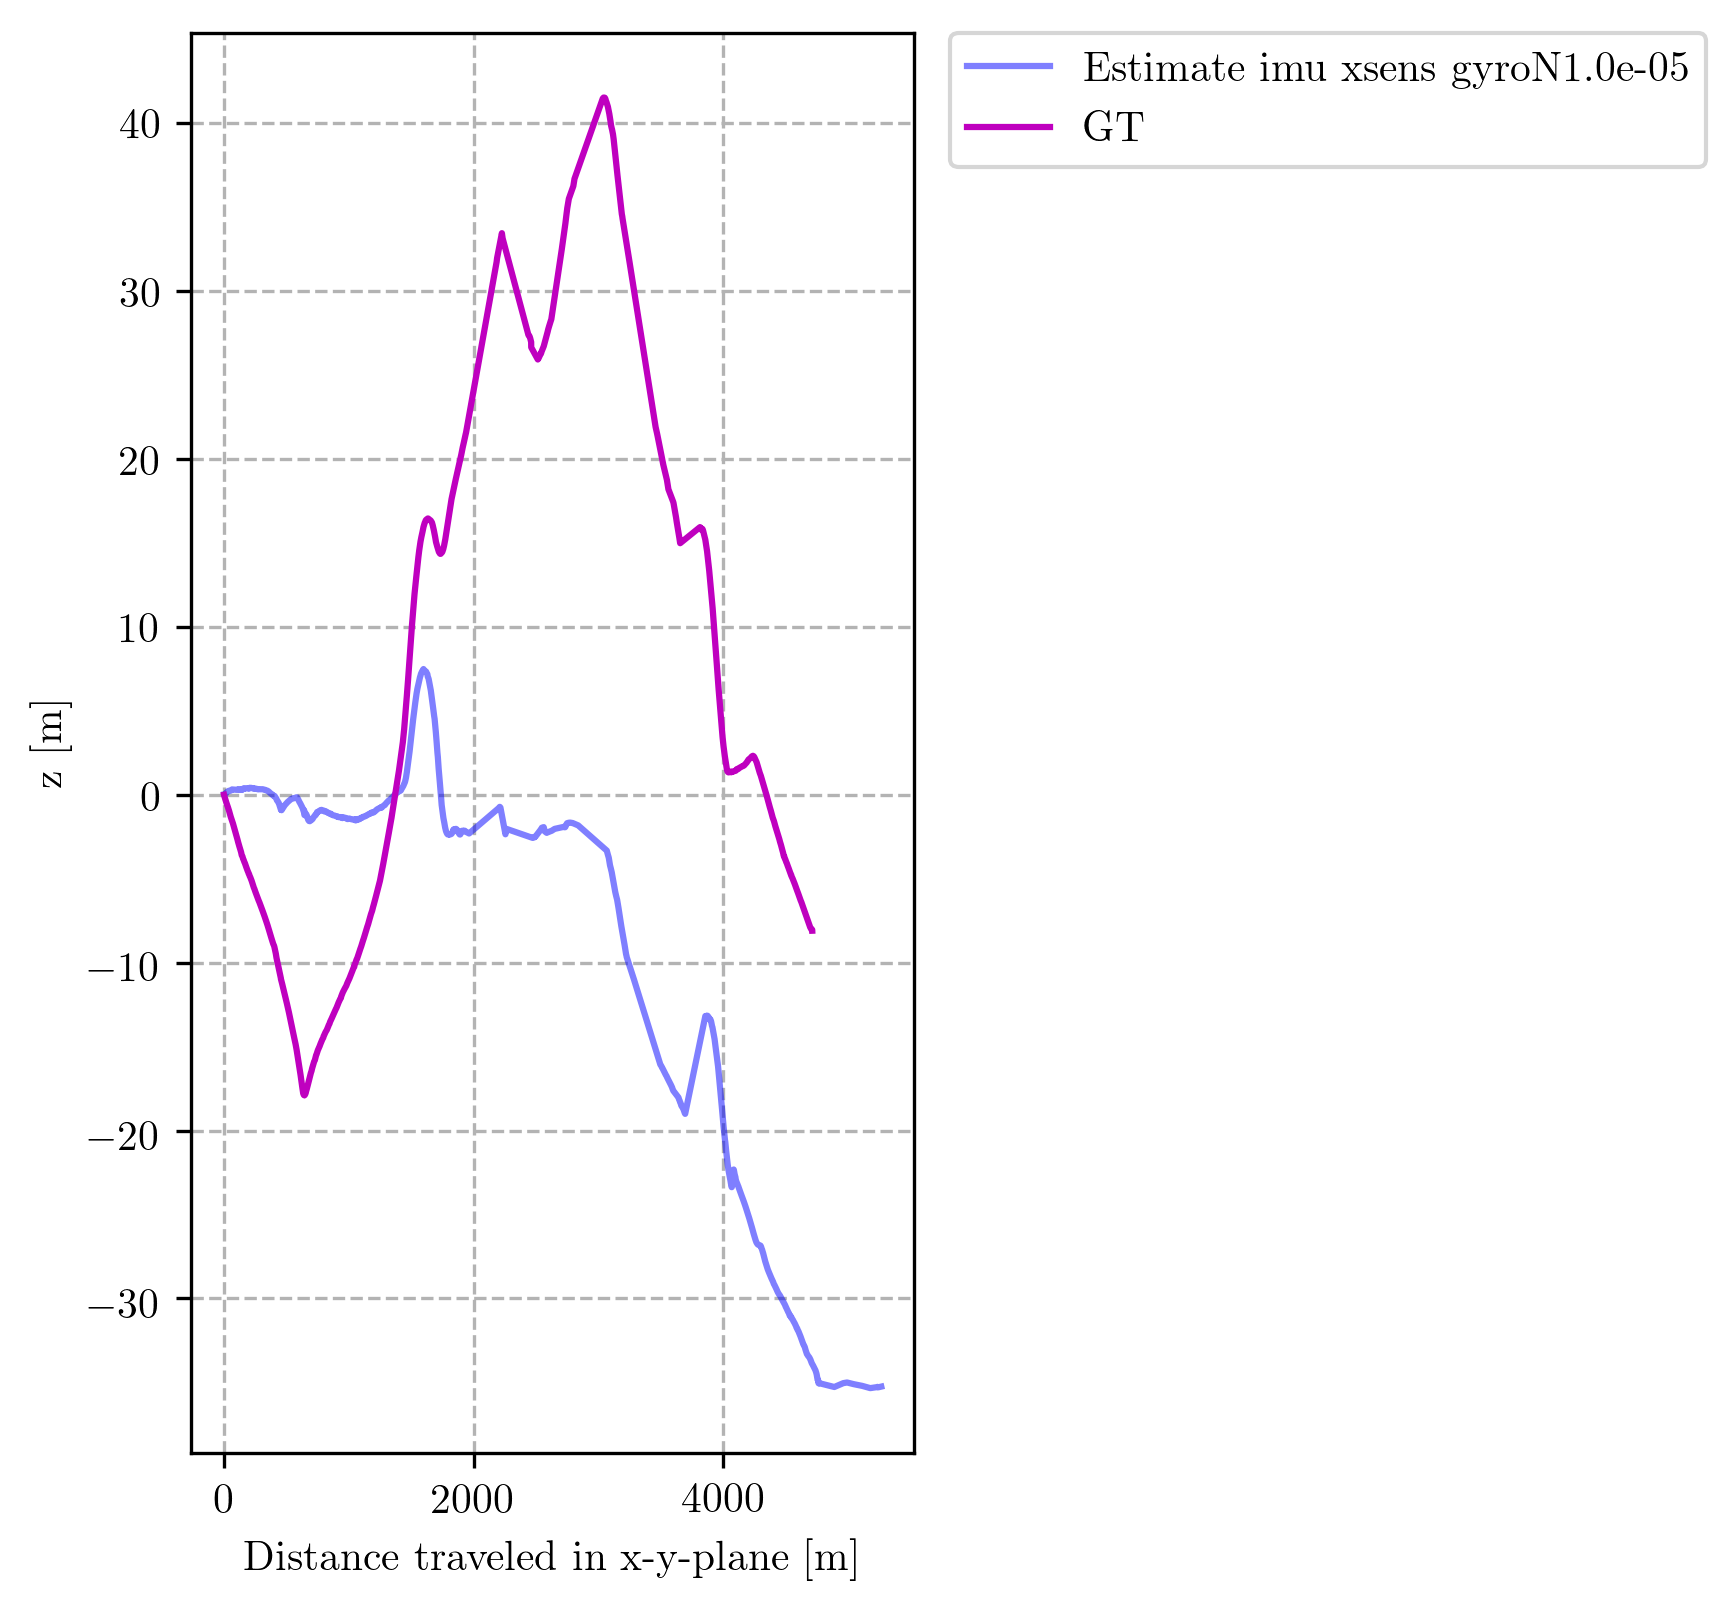 Estimate imu xsens gyroN1.0e-05
GT
40
30
20
10
0
−10
−20
−30
z [m]
0 2000 4000
Distance traveled in x-y-plane [m]